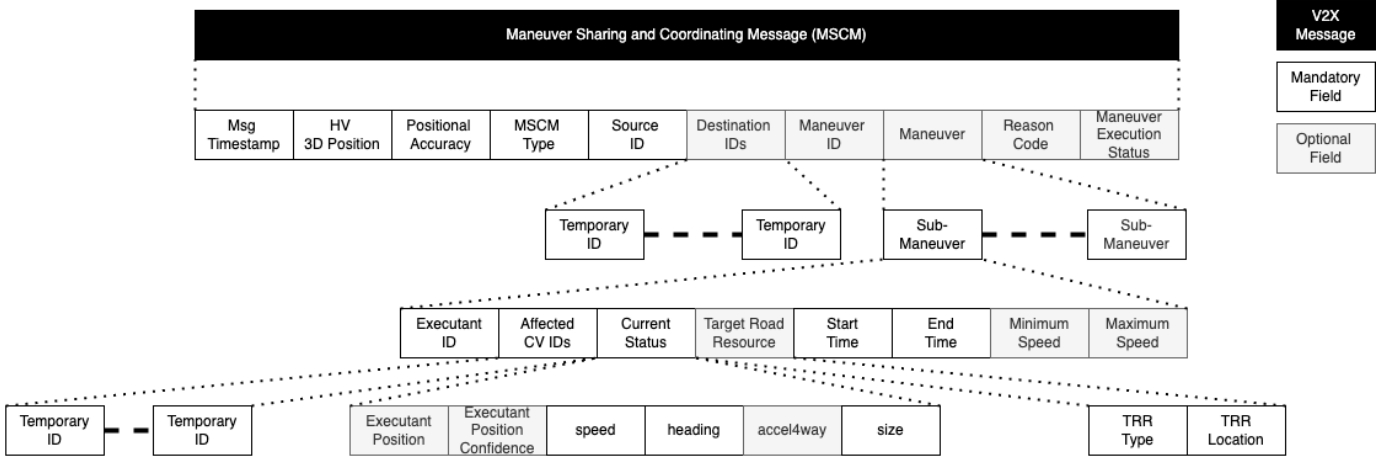 Maneuver Sharing and Coordinating Message (MSCM)
V2X
Message
Mandatory
Field
Optional
Field
Msg
Timestamp
HV
3D Position
Positional
Accuracy
MSCM
Type
Source
ID
Destination
IDs
Maneuver
ID
Maneuver
Reason
Code
Maneuver
Execution
Status
Temporary
ID
Temporary
ID
Sub-
Maneuver
Sub-
Maneuver
Executant
ID
Affected
CV IDs
Current
Status
Target Road
Resource
Start
Time
End
Time
Minimum
Speed
Maximum
Speed
Temporary
ID
Temporary
ID
Executant
Position
Executant
Position
Confidence
speed
heading
accel4way
size
TRR
Type
TRR
Location